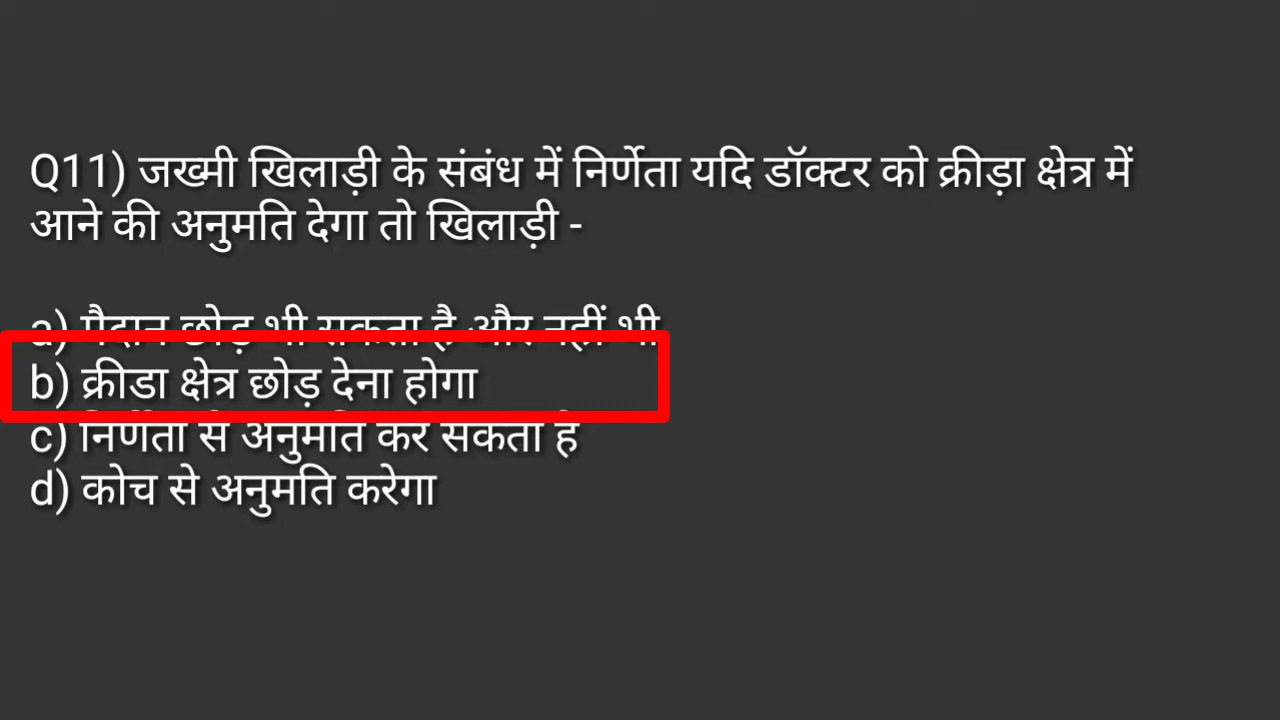 Q11) जख्मी खिलाड़ी के संबंध में निर्णेता यदि डॉक्टर को क्रीड़ा क्षेत्र में
आने की अनुमति देगा तो खिलाड़ी -
a) मैदान छोड़ भी सकता है और नहीं भी
b) क्रीडा क्षेत्र छोड़ देना होगा
c) निर्णेता से अनुमति कर सकता है
d) कोच से अनुमति करेगा